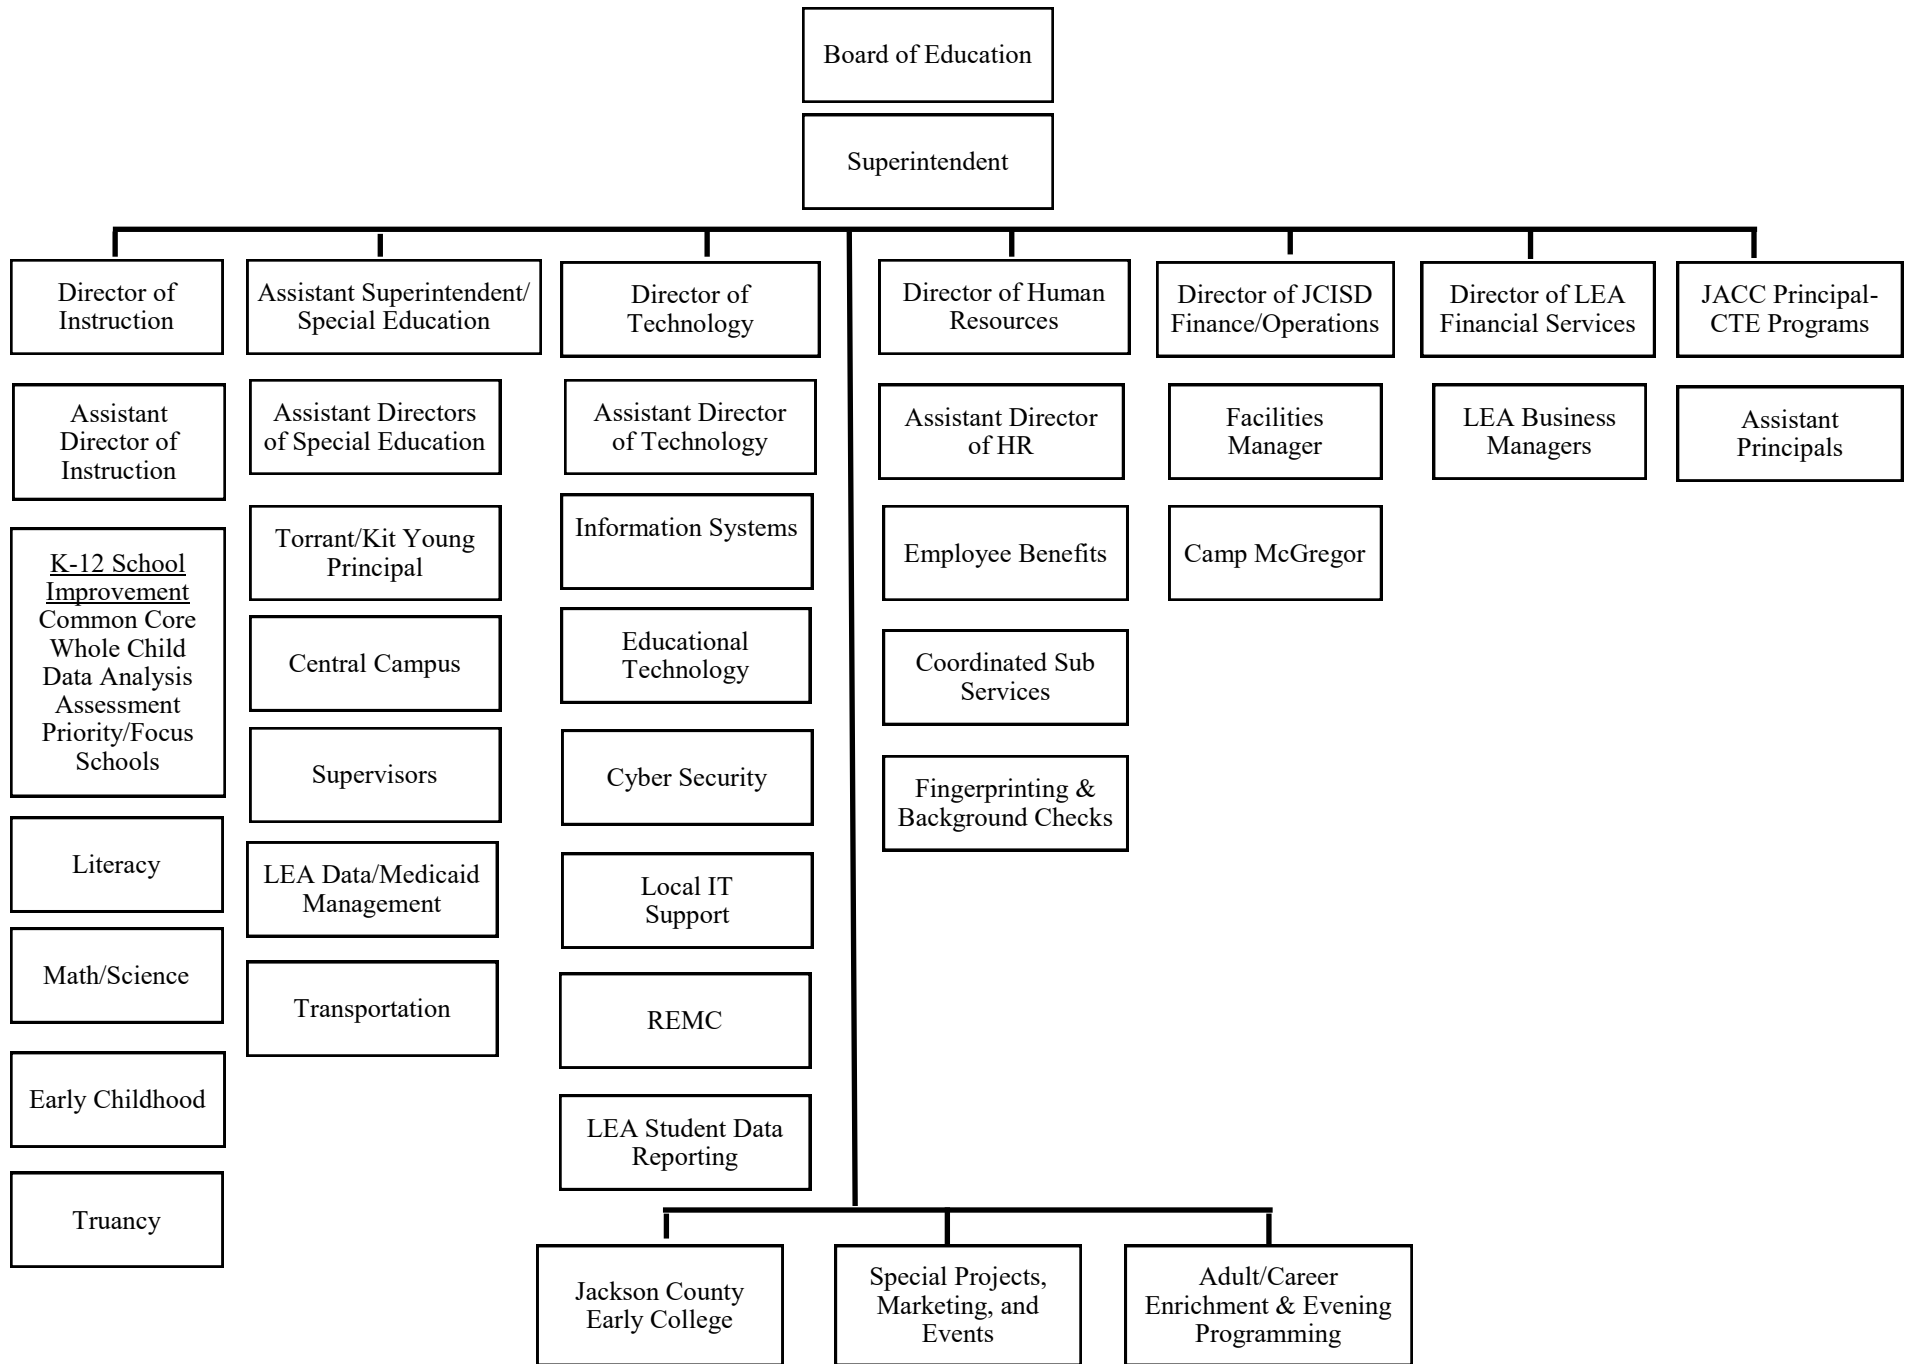 Board of Education
Superintendent
Director of
Instruction
Assistant Superintendent/
Special Education
Director of
Technology
Director of Human
Resources
Director of JCISD
Finance/Operations
Director of LEA
Financial Services
JACC Principal-
CTE Programs
Assistant
Director of
Instruction
K-12 School
Improvement
Common Core
Whole Child
Data Analysis
Assessment
Priority/Focus
Schools
Literacy
Math/Science
Early Childhood
Truancy
Assistant Directors
of Special Education
Torrant/Kit Young
Principal
Central Campus
Supervisors
LEA Data/Medicaid
Management
Transportation
Assistant Director
of Technology
Information Systems
Educational
Technology
Cyber Security
Local IT
Support
REMC
LEA Student Data
Reporting
Assistant Director
of HR
Employee Benefits
Coordinated Sub
Services
Fingerprinting &
Background Checks
Facilities
Manager
Camp McGregor
LEA Business
Managers
Assistant
Principals
Jackson County
Early College
Special Projects,
Marketing, and
Events
Adult/Career
Enrichment & Evening
Programming